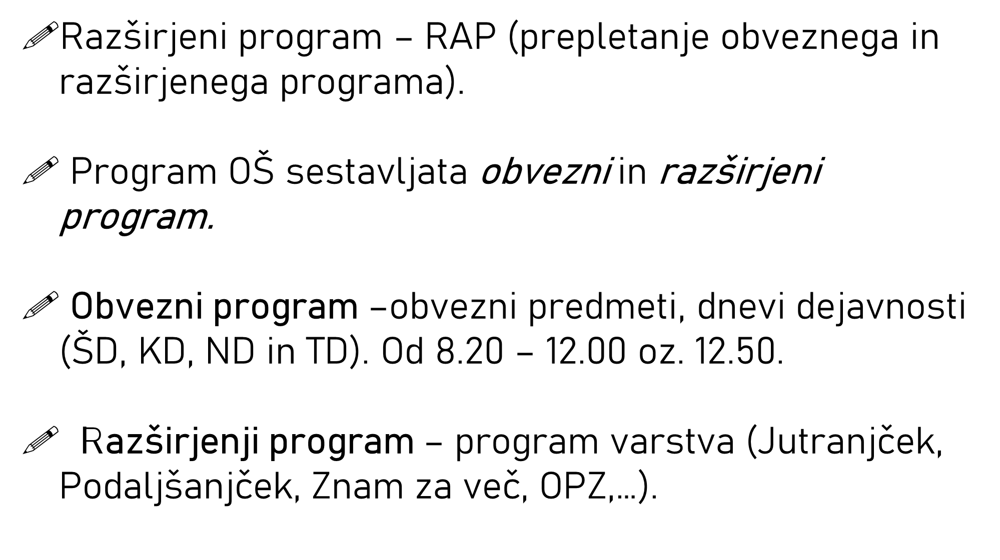 Razširjeni program – RAP (prepletanje obveznega in
razširjenega programa).
Program OŠ sestavljata obvezni in razširjeni
program.
Obvezni program –obvezni predmeti, dnevi dejavnosti
(ŠD, KD, ND in TD). Od 8.20 – 12.00 oz. 12.50.
Razširjenji program – program varstva (Jutranjček,
Podaljšanjček, Znam za več, OPZ,…).